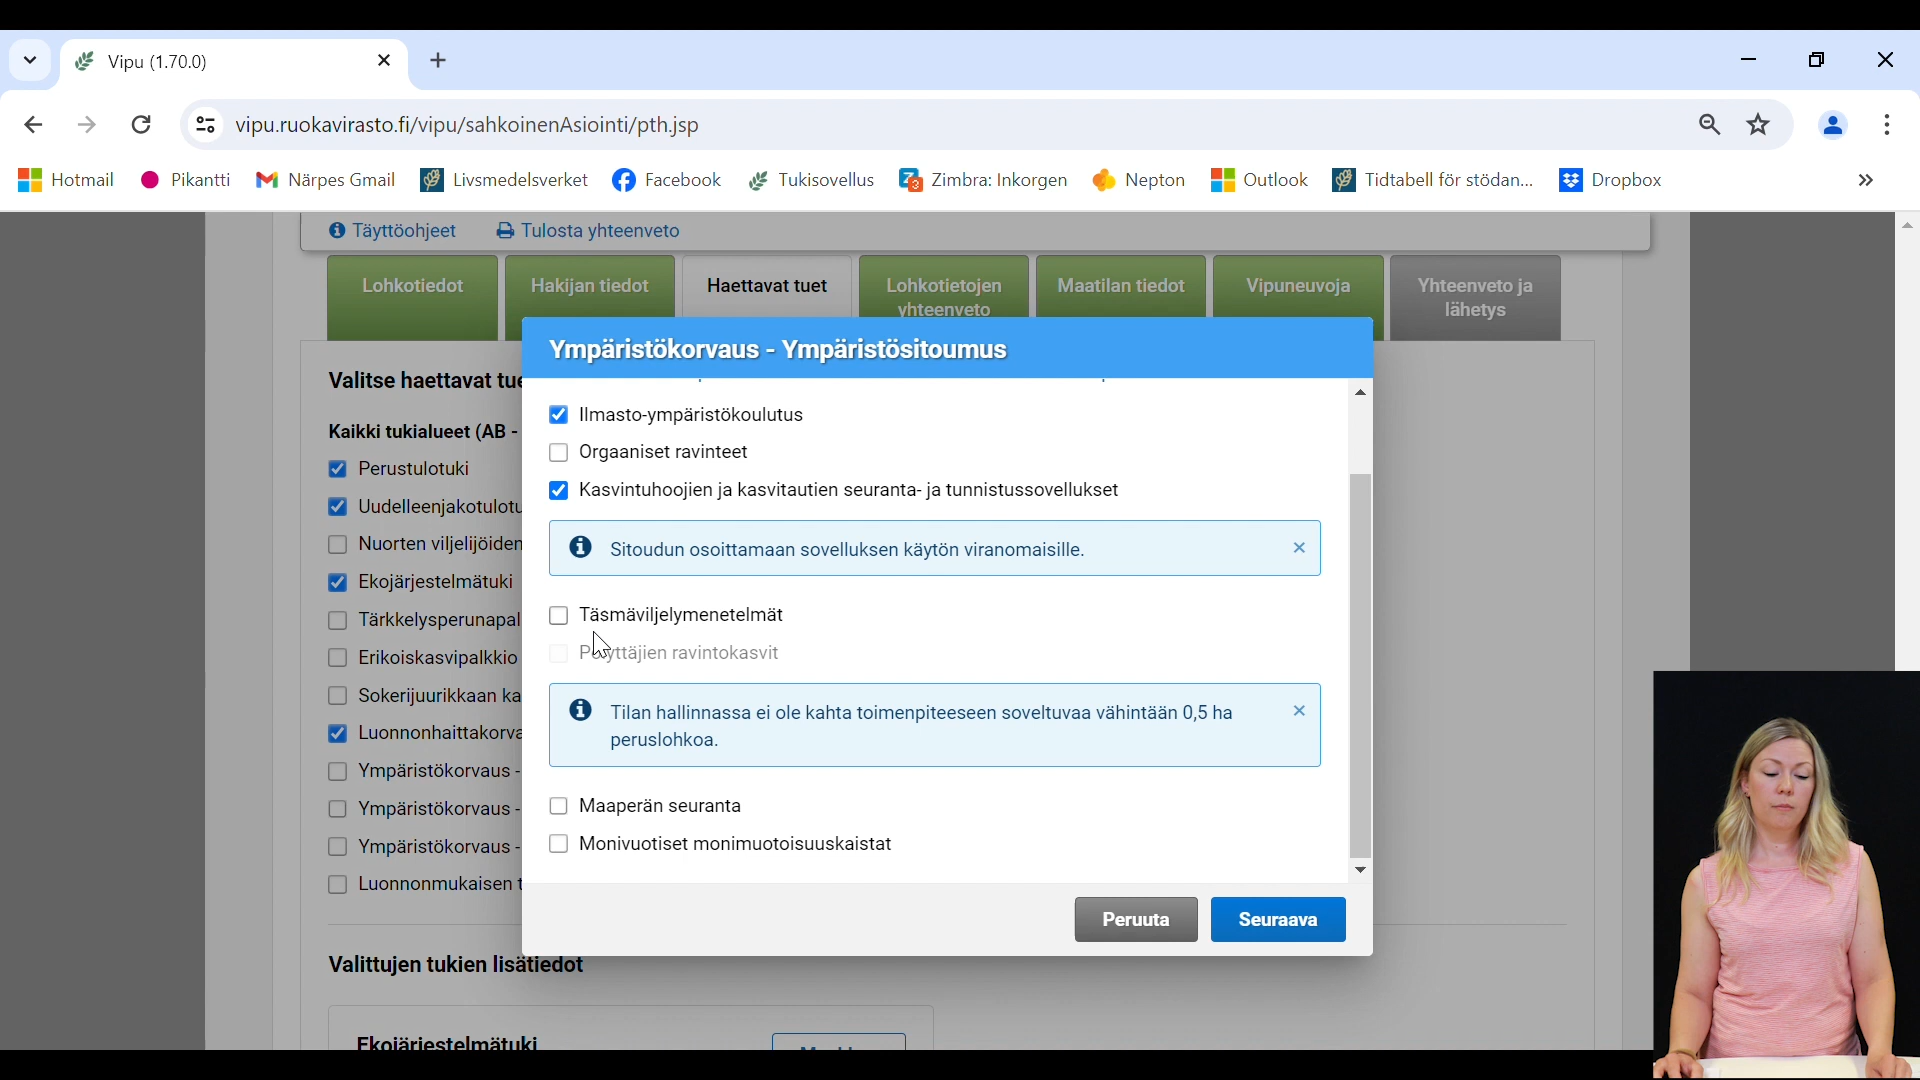 Vipu (1.70.0)
vipu.ruokavirasto.fi/vipu/sahkoinenAsiointi/pth.jsp
Hotmail
Pikantti
Närpes Gmail
Livsmedelsverket
Facebook
Tukisovellus
Zimbra: Inkorgen
Nepton
Outlook
Tidtabell för stödan...
Dropbox
Täyttöohjeet
Tulosta yhteenveto
Lohkotiedot
Hakijan tiedot
Haettavat tuet
Lohkotietojen
yhteenveto
Maatilan tiedot
Vipuneuvoja
Yhteenveto ja
lähetys
Valitse haettavat
Kaikki tukialueet (AB -
Perustulotuki
Uudelleenjakotulotu
Nuorten viljelijöiden
Ekojärjestelmätuki
Tärkkelysperunapal
Erikoiskasvipalkkio
Sokerijuurikkaan ka
Luonnonhaittakorva
Ympäristökorvaus -
Ympäristökorvaus -
Ympäristökorvaus -
Luonnonmukaisen t
Valittujen tukien lisätiedot
Ekojärjestelmätuki
Ympäristökorvaus - Ympäristösitoumus
Ilmasto-ympäristökoulutus
Orgaaniset ravinteet
Kasvintuhoojien ja kasvitautien seuranta- ja tunnistussovellukset
Sitoudun osoittamaan sovelluksen käytön viranomaisille.
Täsmäviljelymenetelmät
Pölyttäjien ravintokasvit
Tilan hallinnassa ei ole kahta toimenpiteeseen soveltuvaa vähintään 0,5 ha
peruslohkoa.
Maaperän seuranta
Monivuotiset monimuotoisuuskaistat
Peruuta
Seuraava